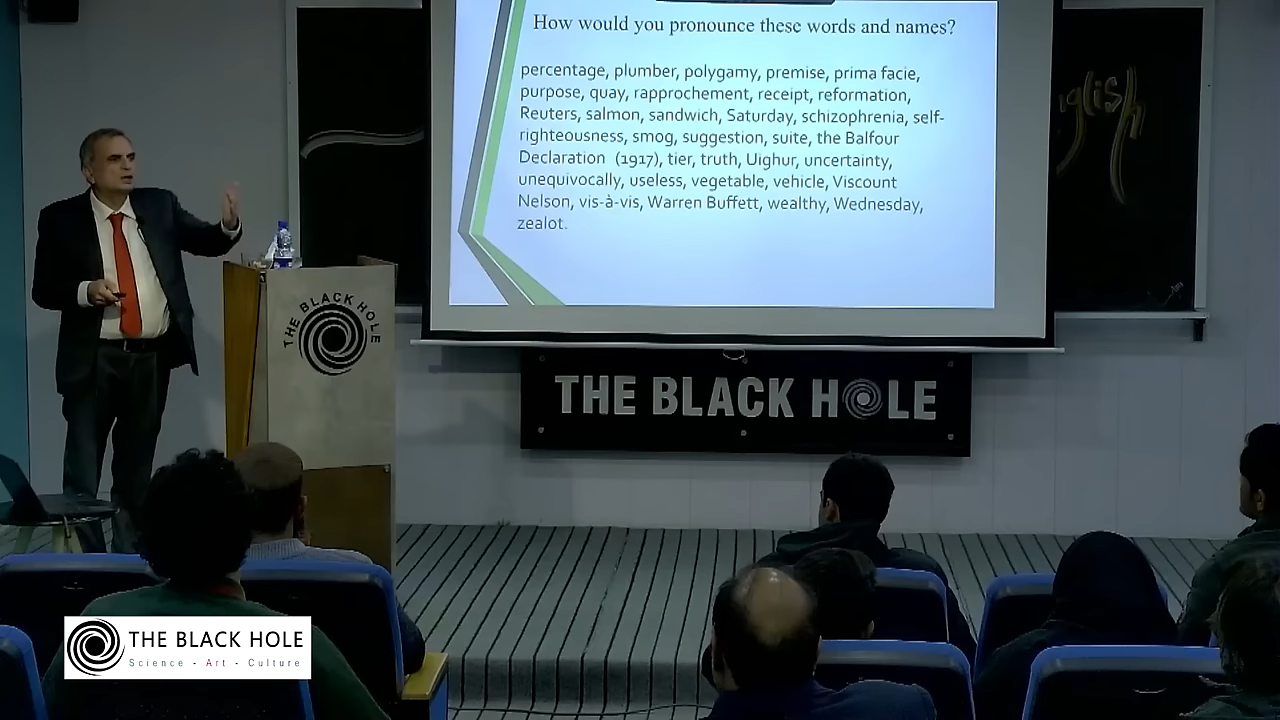 How would you pronounce these words and names?
percentage, plumber, polygamy, premise, prima facie,
purpose, quay, rapprochement, receipt, reformation,
Reuters, salmon, sandwich, Saturday, schizophrenia, self-
righteousness, smog, suggestion, suite, the Balfour
Declaration (1917), tier, truth, Uighur, uncertainty,
unequivocally, useless, vegetable, vehicle, Viscount
Nelson, vis-à-vis, Warren Buffett, wealthy, Wednesday,
zealot.
glish
THE BLACK HOLE
THE BLACK HOLE
THE BLACK HOLE
Science - Art - Culture